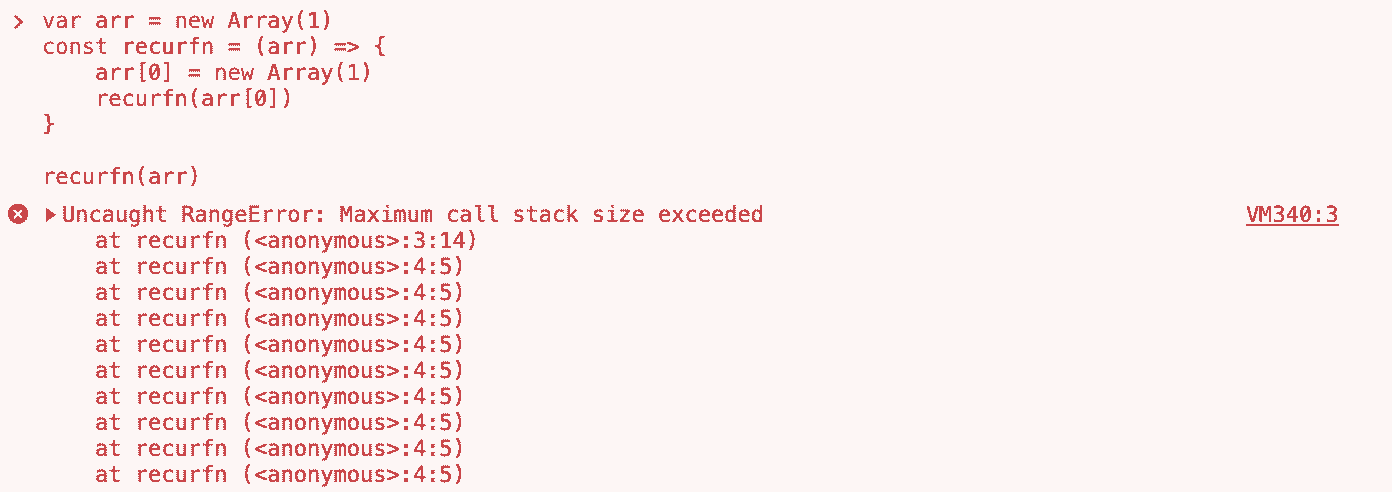 > var arr = new Array(1)
const recurfn = (arr) => {
    arr[0] = new Array(1)
    recurfn(arr[0])
}
recurfn(arr)
Uncaught RangeError: Maximum call stack size exceeded VM340:3
    at recurfn (<anonymous>:3:14)
    at recurfn (<anonymous>:4:5)
    at recurfn (<anonymous>:4:5)
    at recurfn (<anonymous>:4:5)
    at recurfn (<anonymous>:4:5)
    at recurfn (<anonymous>:4:5)
    at recurfn (<anonymous>:4:5)
    at recurfn (<anonymous>:4:5)
    at recurfn (<anonymous>:4:5)
    at recurfn (<anonymous>:4:5)